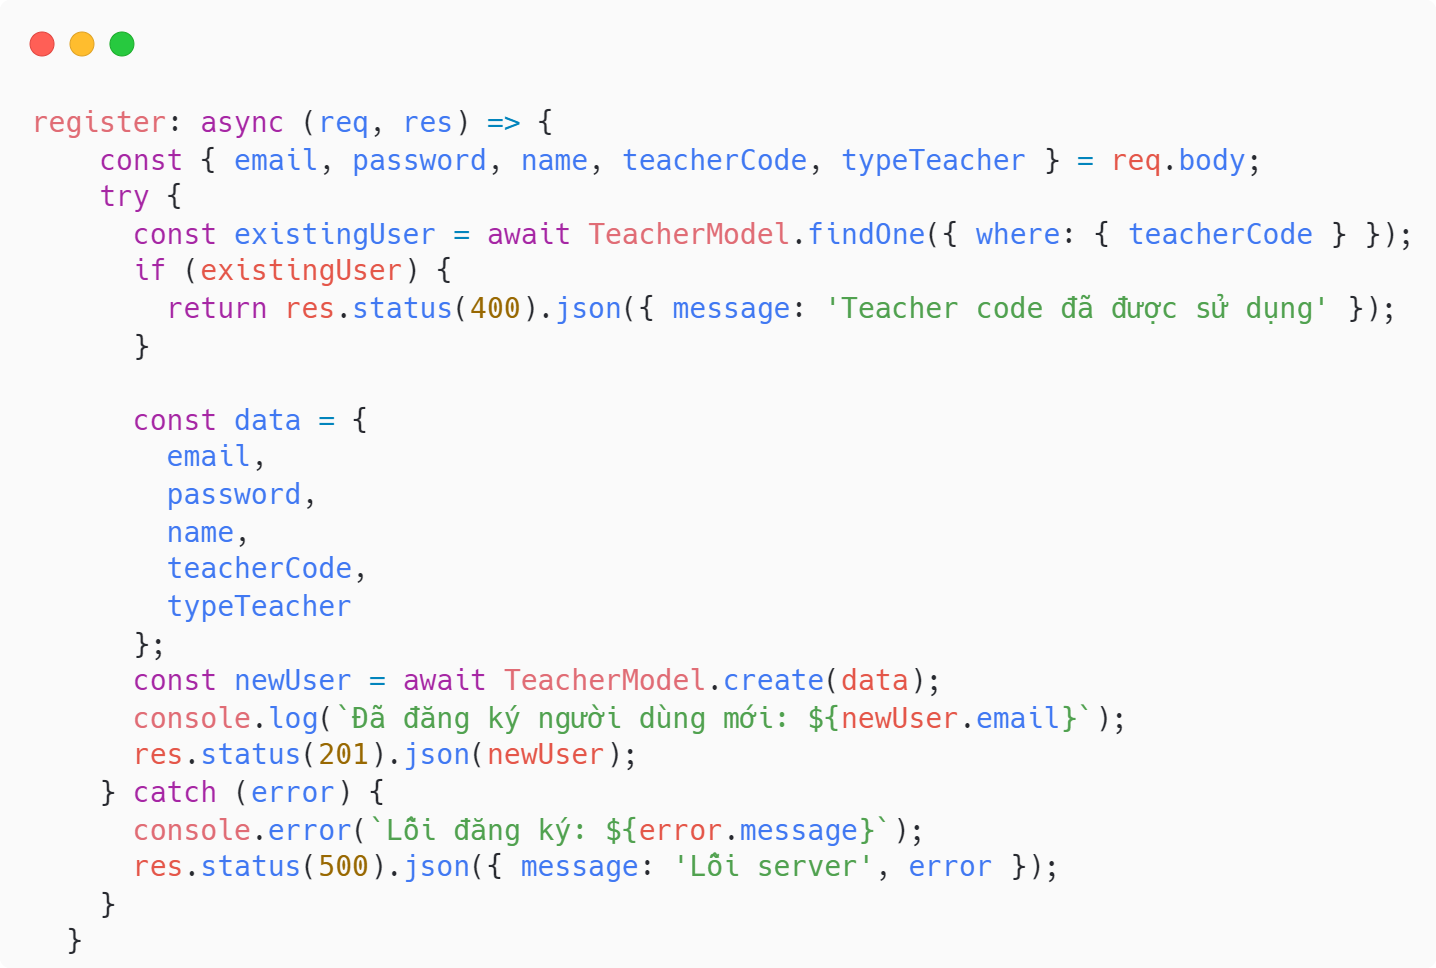 register: async (req, res) => {
    const { email, password, name, teacherCode, typeTeacher } = req.body;
    try {
      const existingUser = await TeacherModel.findOne({ where: { teacherCode } });
      if (existingUser) {
        return res.status(400).json({ message: 'Teacher code đã được sử dụng' });
      }

      const data = {
        email,
        password,
        name,
        teacherCode,
        typeTeacher
      };
      const newUser = await TeacherModel.create(data);
      console.log(`Đã đăng ký người dùng mới: ${newUser.email}`);
      res.status(201).json(newUser);
    } catch (error) {
      console.error(`Lỗi đăng ký: ${error.message}`);
      res.status(500).json({ message: 'Lỗi server', error });
    }
  }